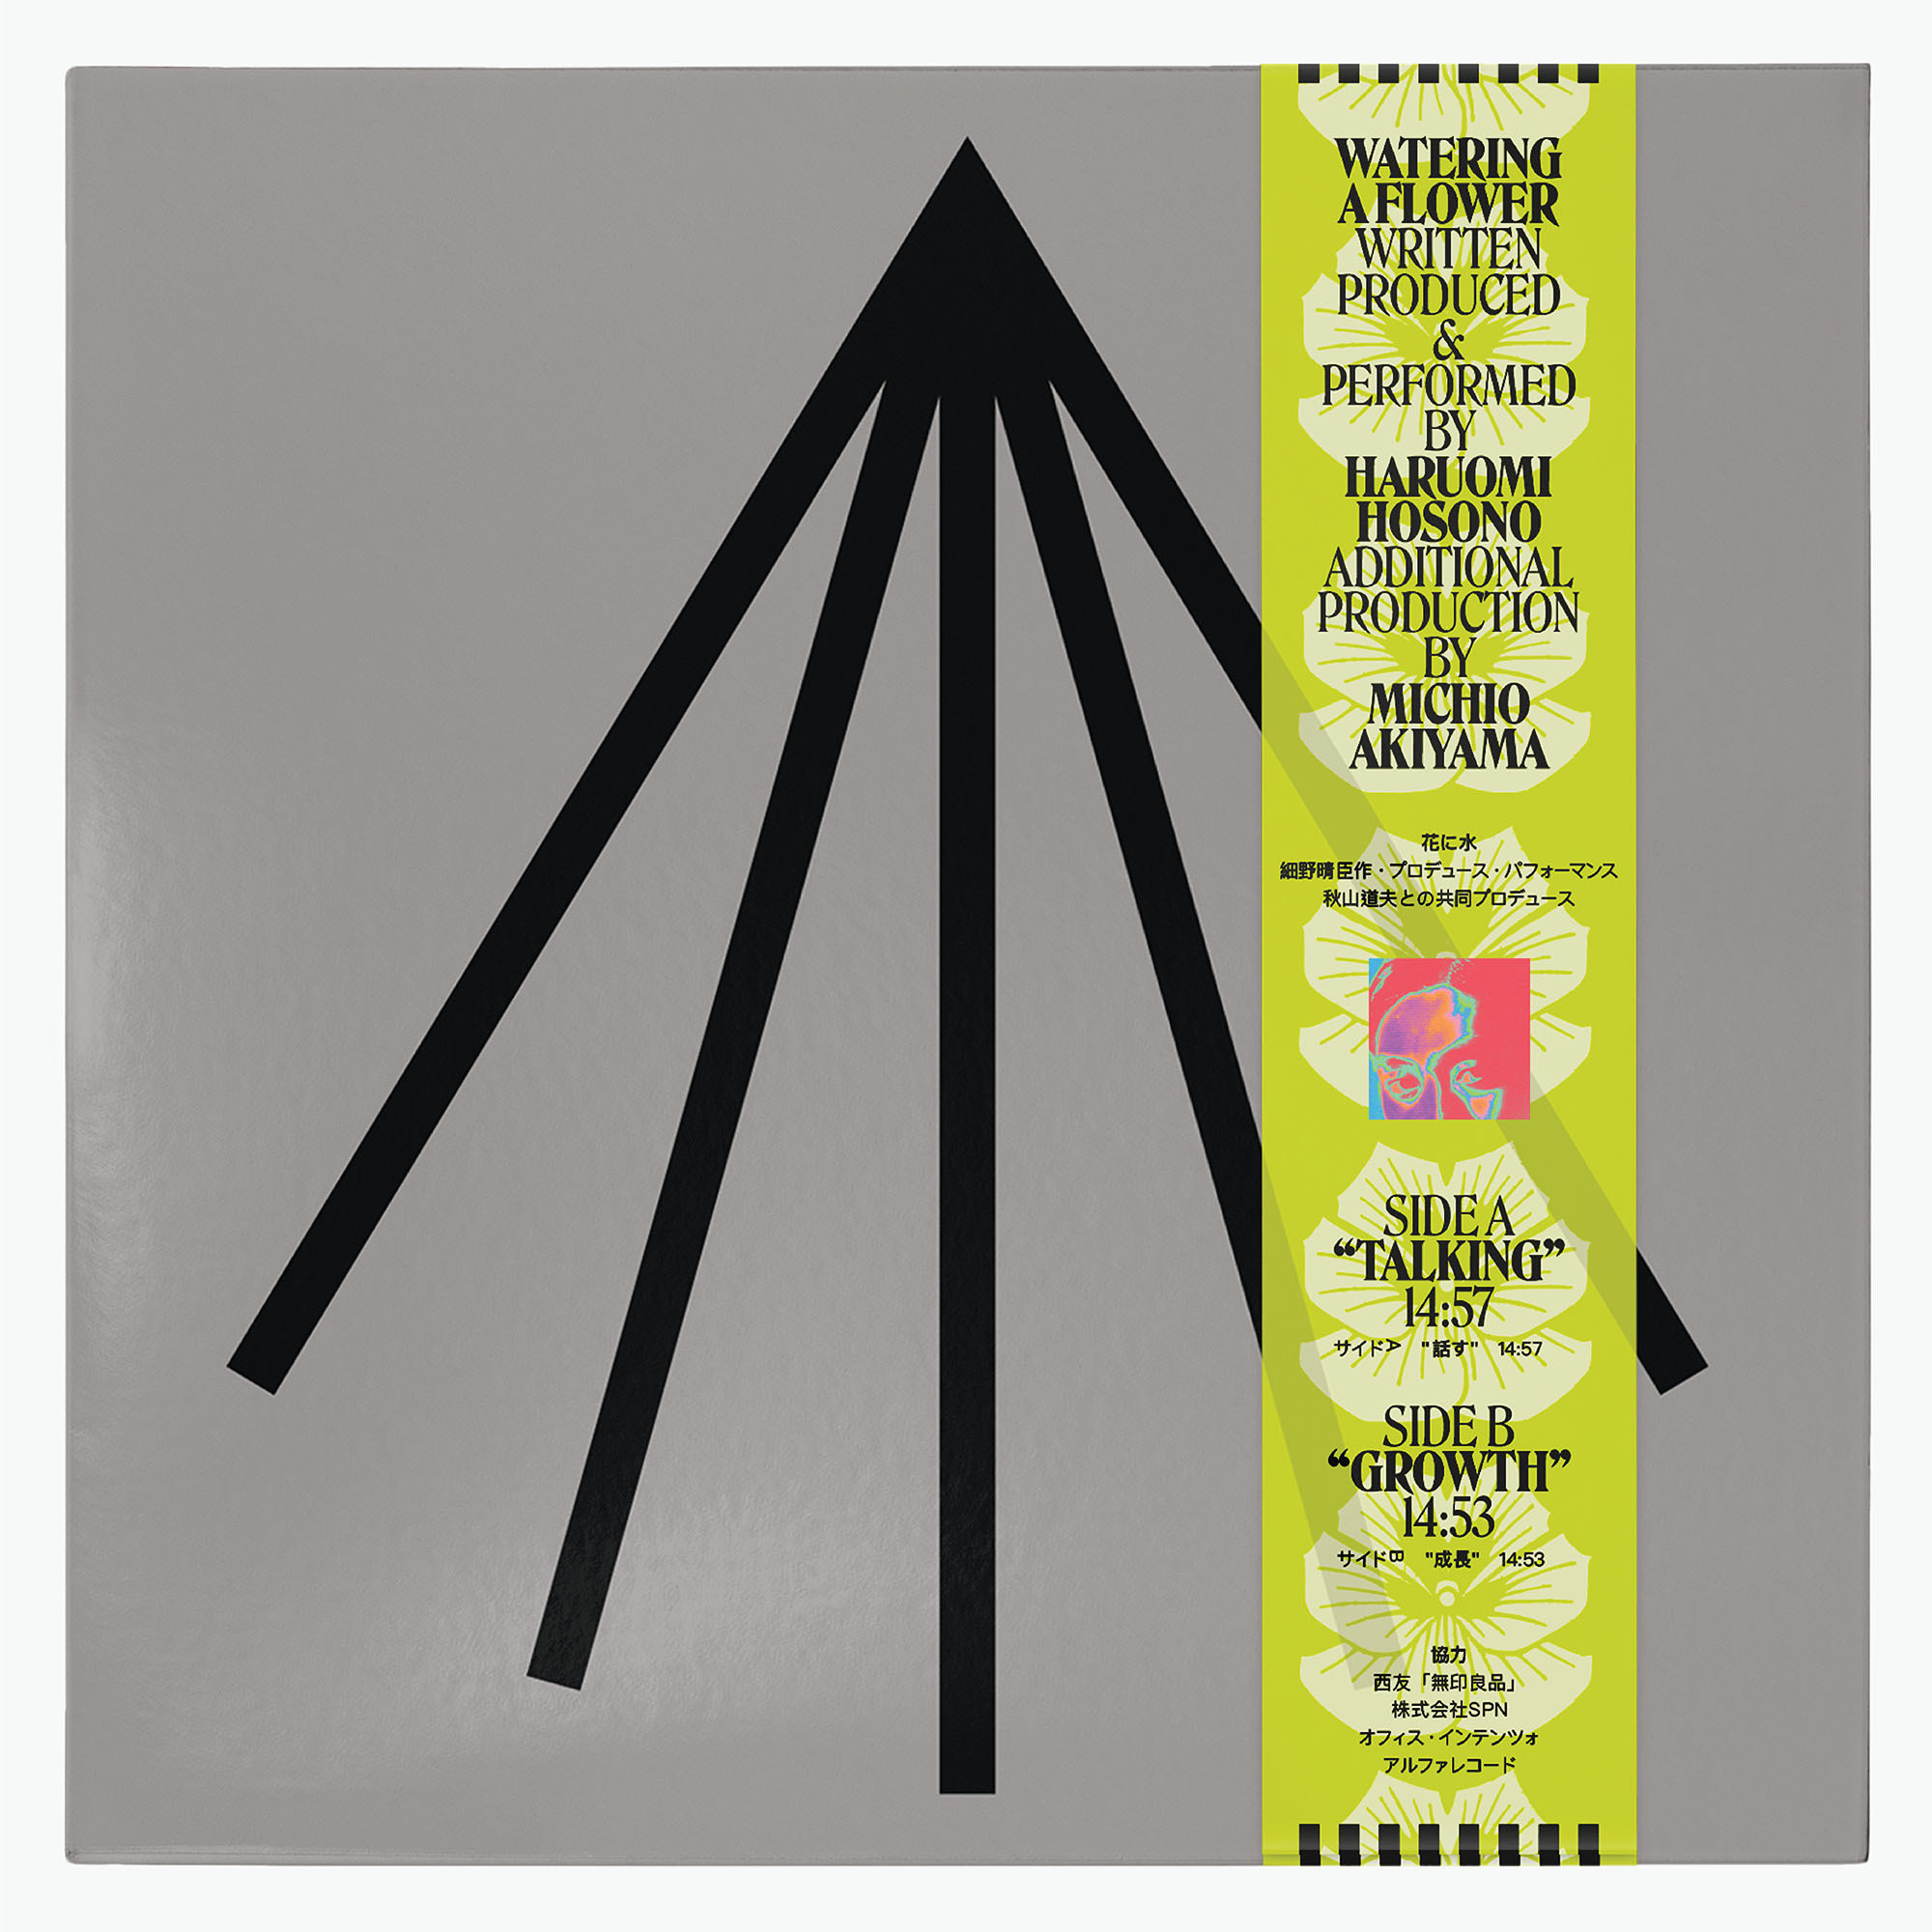 WATERING
A FLOWER
WRITTEN
PRODUCED
&
PERFORMED
BY
HARUOMI
HOSONO
ADDITIONAL
PRODUCTION
BY
MICHIO
AKIYAMA
花に水
細野晴臣作・プロデュース・パフォーマンス
秋山道夫との共同プロデュース
SIDE A
“TALKING”
14:57
サイドA "話す" 14:57
SIDE B
“GROWTH”
14:53
サイドB "成長" 14:53
協力
西友「無印良品」
株式会社SPN
オフィス・インテンツォ
アルファレコード